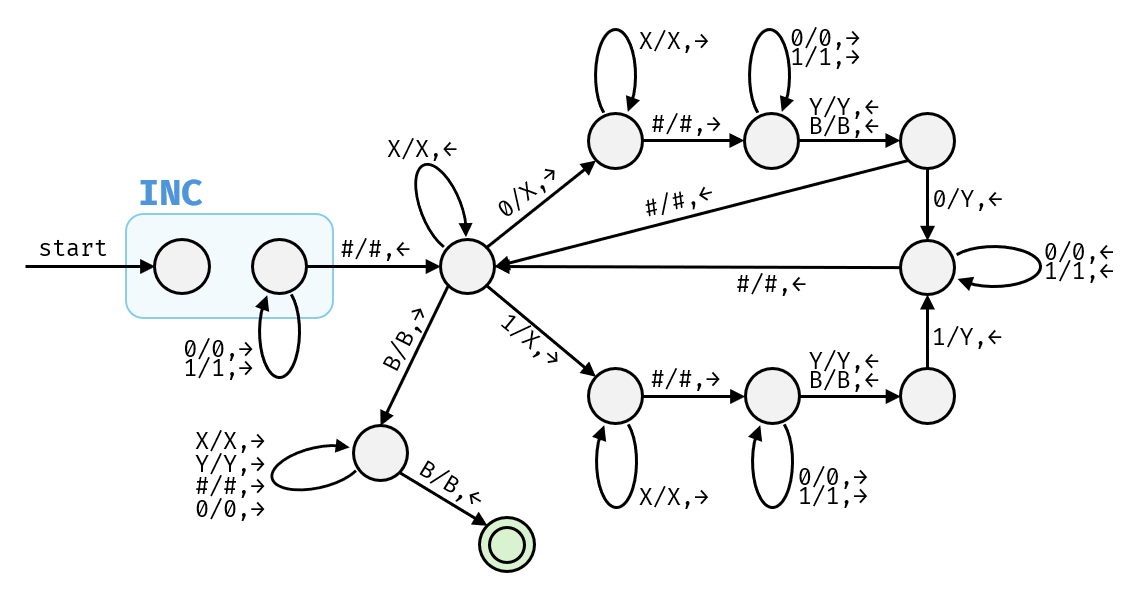 X/X,→
0/0,→
1/1,→
#/#,→
Y/Y,←
B/B,←
X/X,←
0/X,→
INC
#/#,←
0/Y,←
start
#/#,←
#/#,←
0/0,←
1/1,←
0/0,→
1/1,→
B/B,→
1/X,→
1/Y,←
#/#,→
Y/Y,←
B/B,←
X/X,→
Y/Y,→
#/#,→
0/0,→
B/B,←
X/X,→
0/0,→
1/1,→